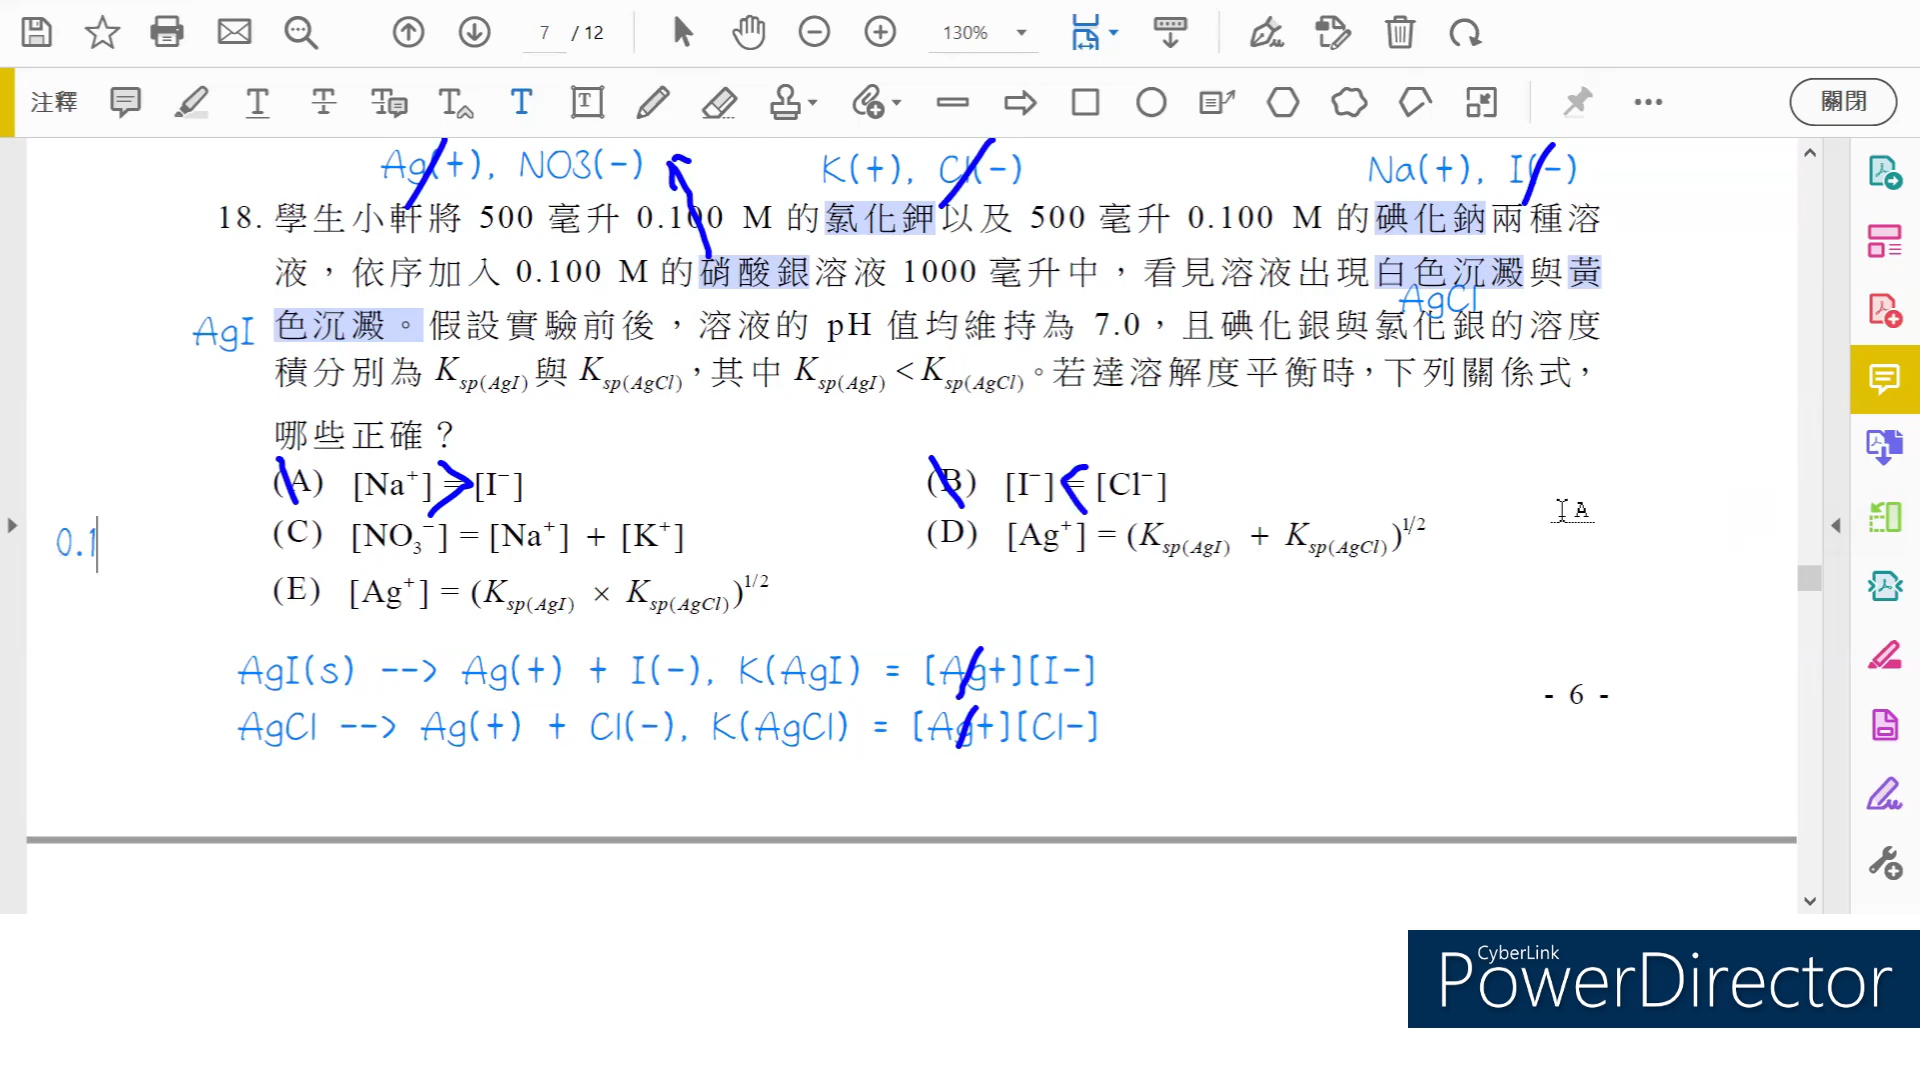 7 / 12
130%
注釋
關閉
Ag(+), NO3(-) K(+), Cl(-) Na(+), I(-)
18. 學生小軒將 500 毫升 0.100 M 的氯化鉀以及 500 毫升 0.100 M 的碘化鈉兩種溶
液，依序加入 0.100 M 的硝酸銀溶液 1000 毫升中，看見溶液出現白色沉澱與黃
AgCl
AgI 色沉澱。假設實驗前後，溶液的 pH 值均維持為 7.0，且碘化銀與氯化銀的溶度
積分別為 Ksp(AgI) 與 Ksp(AgCl)，其中 Ksp(AgI) < Ksp(AgCl)。若達溶解度平衡時，下列關係式，
哪些正確？
(A) [Na⁺] = > [I⁻] (B) [I⁻] = < [Cl⁻]
0.1 (C) [NO₃⁻] = [Na⁺] + [K⁺] (D) [Ag⁺] = (Ksp(AgI) + Ksp(AgCl))^1/2
(E) [Ag⁺] = (Ksp(AgI) × Ksp(AgCl))^1/2
AgI(s) --> Ag(+) + I(-), K(AgI) = [Ag+][I-]
AgCl --> Ag(+) + Cl(-), K(AgCl) = [Ag+][Cl-]
- 6 -
CyberLink
PowerDirector